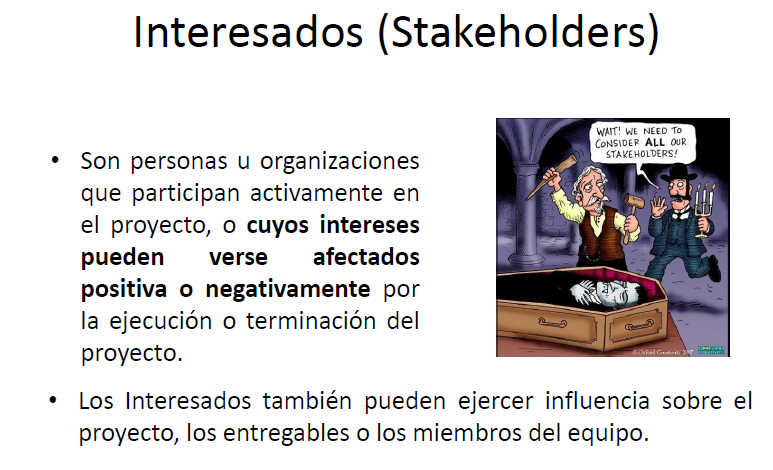 Interesados (Stakeholders)
WAIT! WE NEED TO
CONSIDER ALL OUR
STAKEHOLDERS!
• Son personas u organizaciones
que participan activamente en
el proyecto, o cuyos intereses
pueden verse afectados
positiva o negativamente por
la ejecución o terminación del
proyecto.
• Los Interesados también pueden ejercer influencia sobre el
proyecto, los entregables o los miembros del equipo.